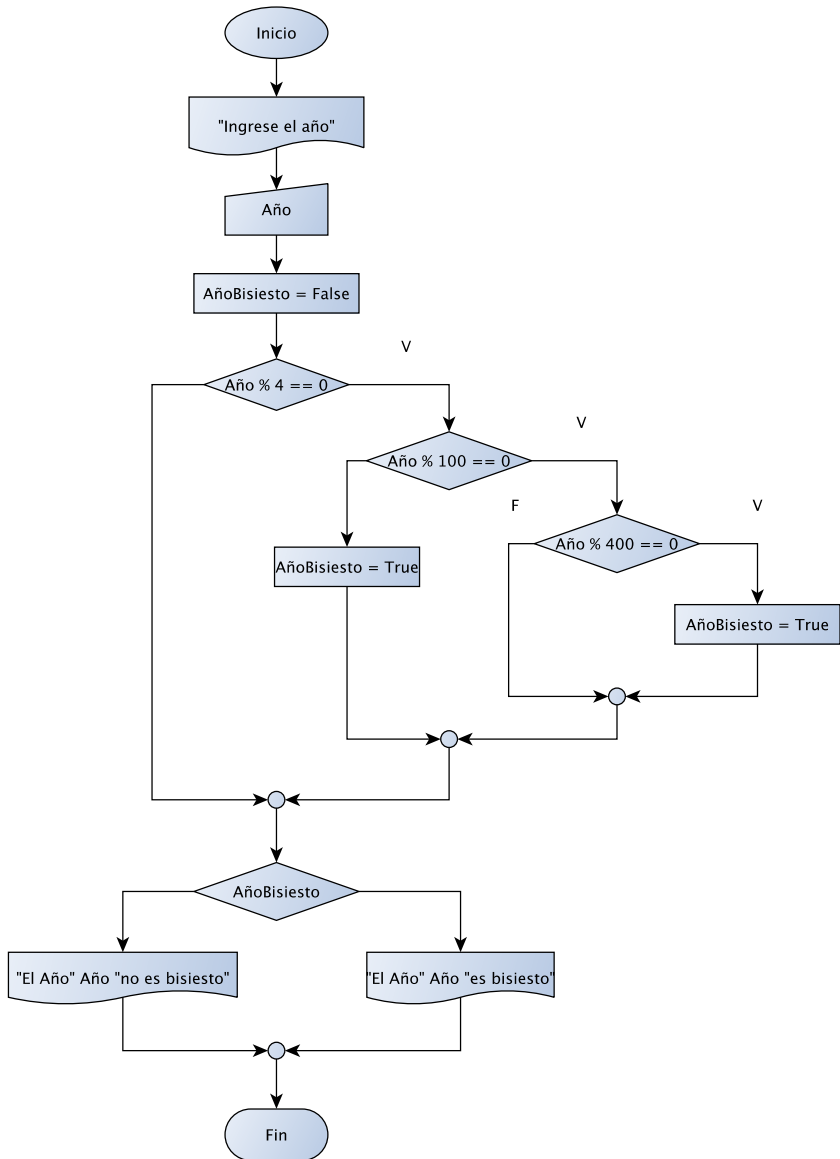 Inicio
"Ingrese el año"
Año
AñoBisiesto = False
V
Año % 4 == 0
V
Año % 100 == 0
F
V
Año % 400 == 0
AñoBisiesto = True
AñoBisiesto = True
AñoBisiesto
"El Año" Año "no es bisiesto"
"El Año" Año "es bisiesto"
Fin